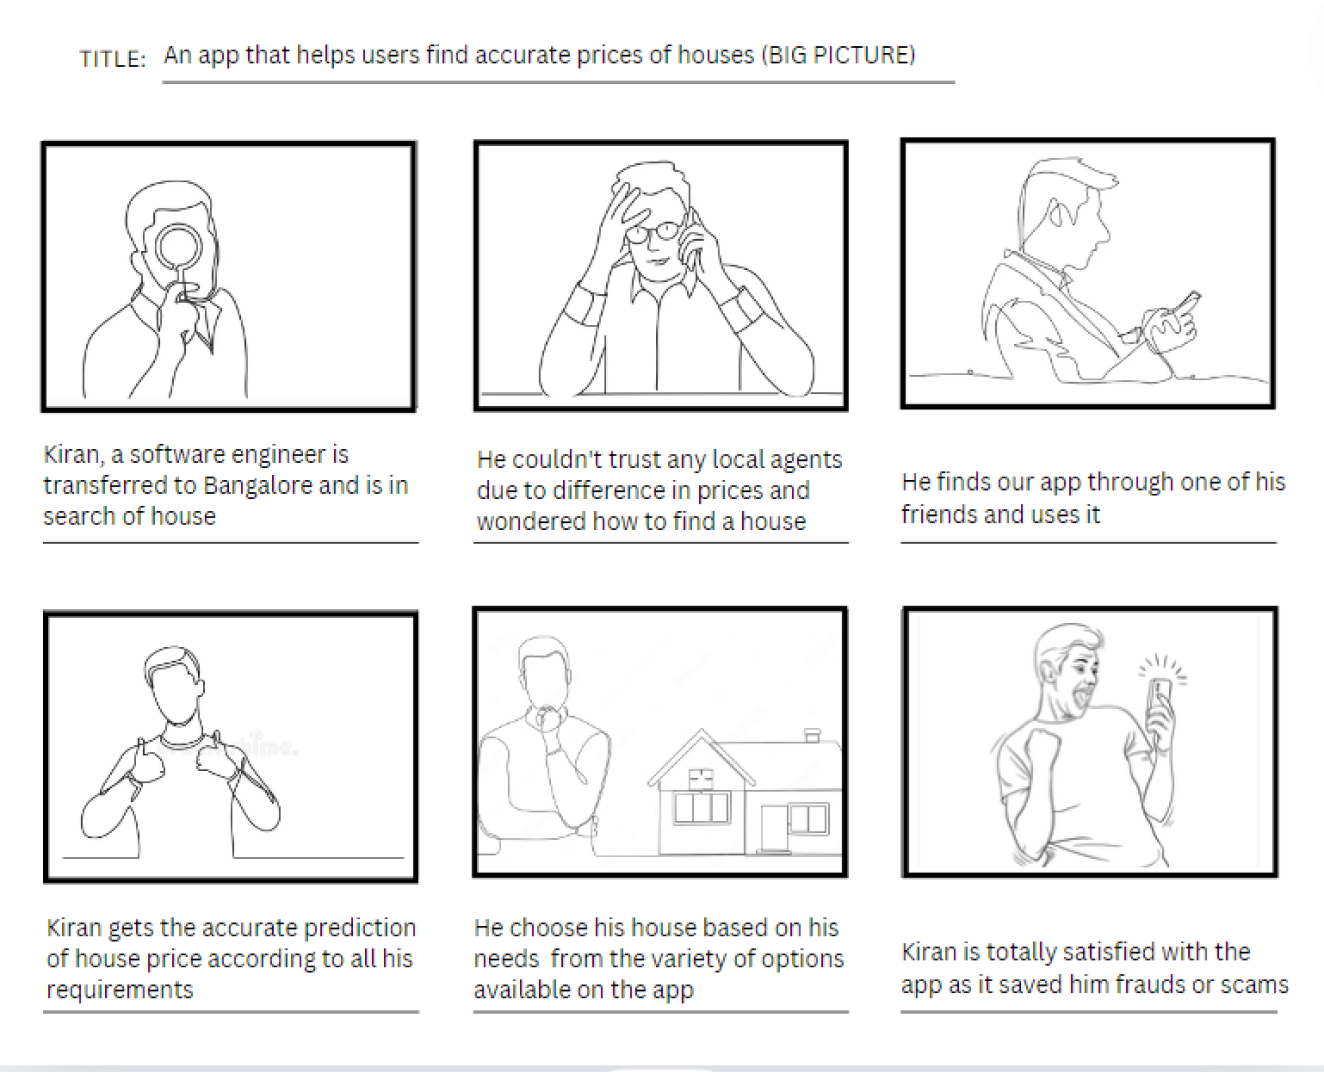 TITLE: An app that helps users find accurate prices of houses (BIG PICTURE)
Kiran, a software engineer is
transferred to Bangalore and is in
search of house
He couldn't trust any local agents
due to difference in prices and
wondered how to find a house
He finds our app through one of his
friends and uses it
Kiran gets the accurate prediction
of house price according to all his
requirements
He choose his house based on his
needs from the variety of options
available on the app
Kiran is totally satisfied with the
app as it saved him frauds or scams